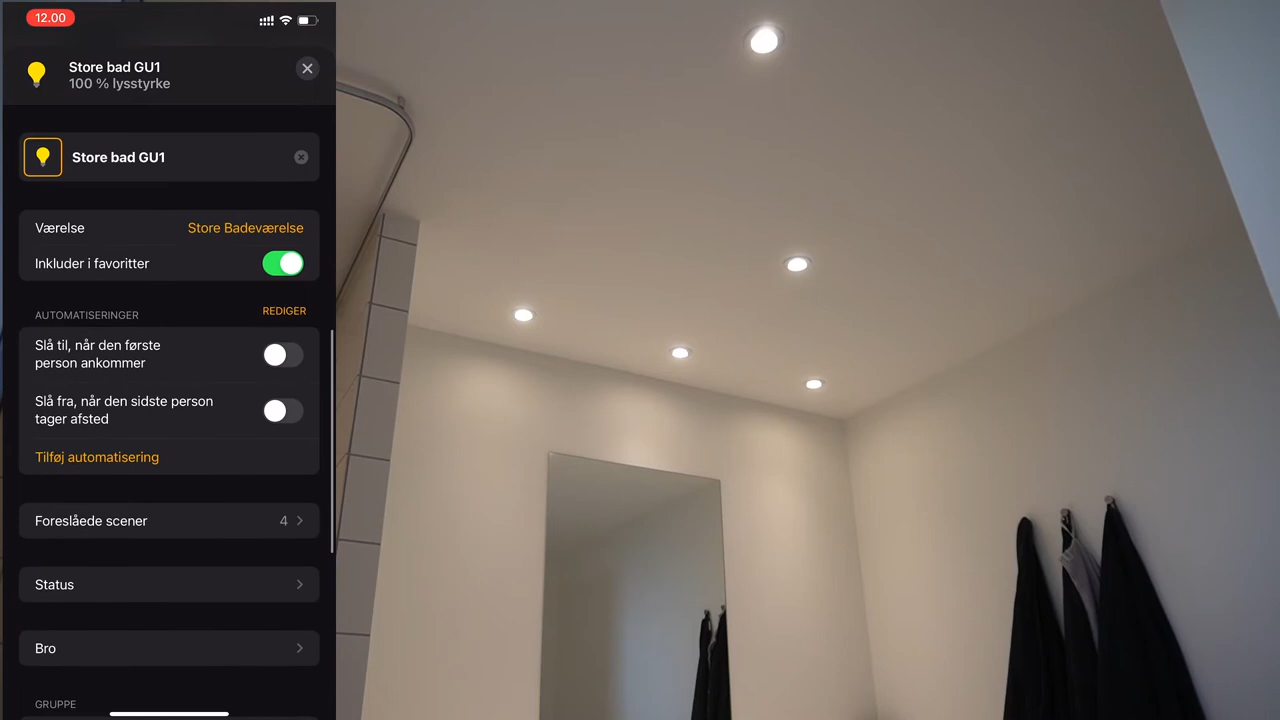 12.00
Store bad GU1
100 % lysstyrke
Store bad GU1
Værelse
Store Badeværelse
Inkluder i favoritter
AUTOMATISERINGER
REDIGER
Slå til, når den første
person ankommer
Slå fra, når den sidste person
tager afsted
Tilføj automatisering
Foreslåede scener
4
Status
Bro
GRUPPE